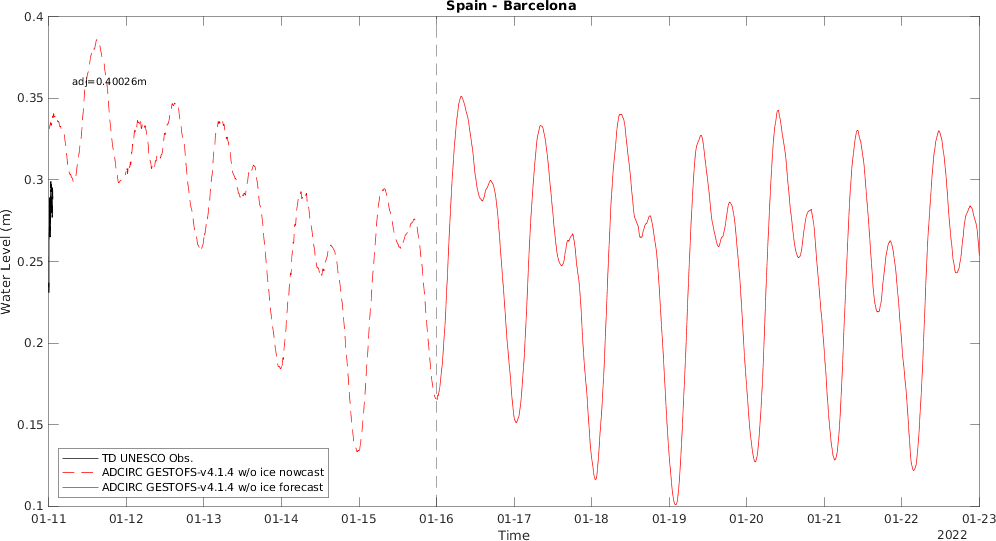 Spain - Barcelona
0.4
0.35
0.3
0.25
0.2
0.15
0.1
Water Level (m)
adj=0.40026m
TD UNESCO Obs.
ADCIRC GESTOFS-v4.1.4 w/o ice nowcast
ADCIRC GESTOFS-v4.1.4 w/o ice forecast
01-11 01-12 01-13 01-14 01-15 01-16 01-17 01-18 01-19 01-20 01-21 01-22 01-23
Time
2022